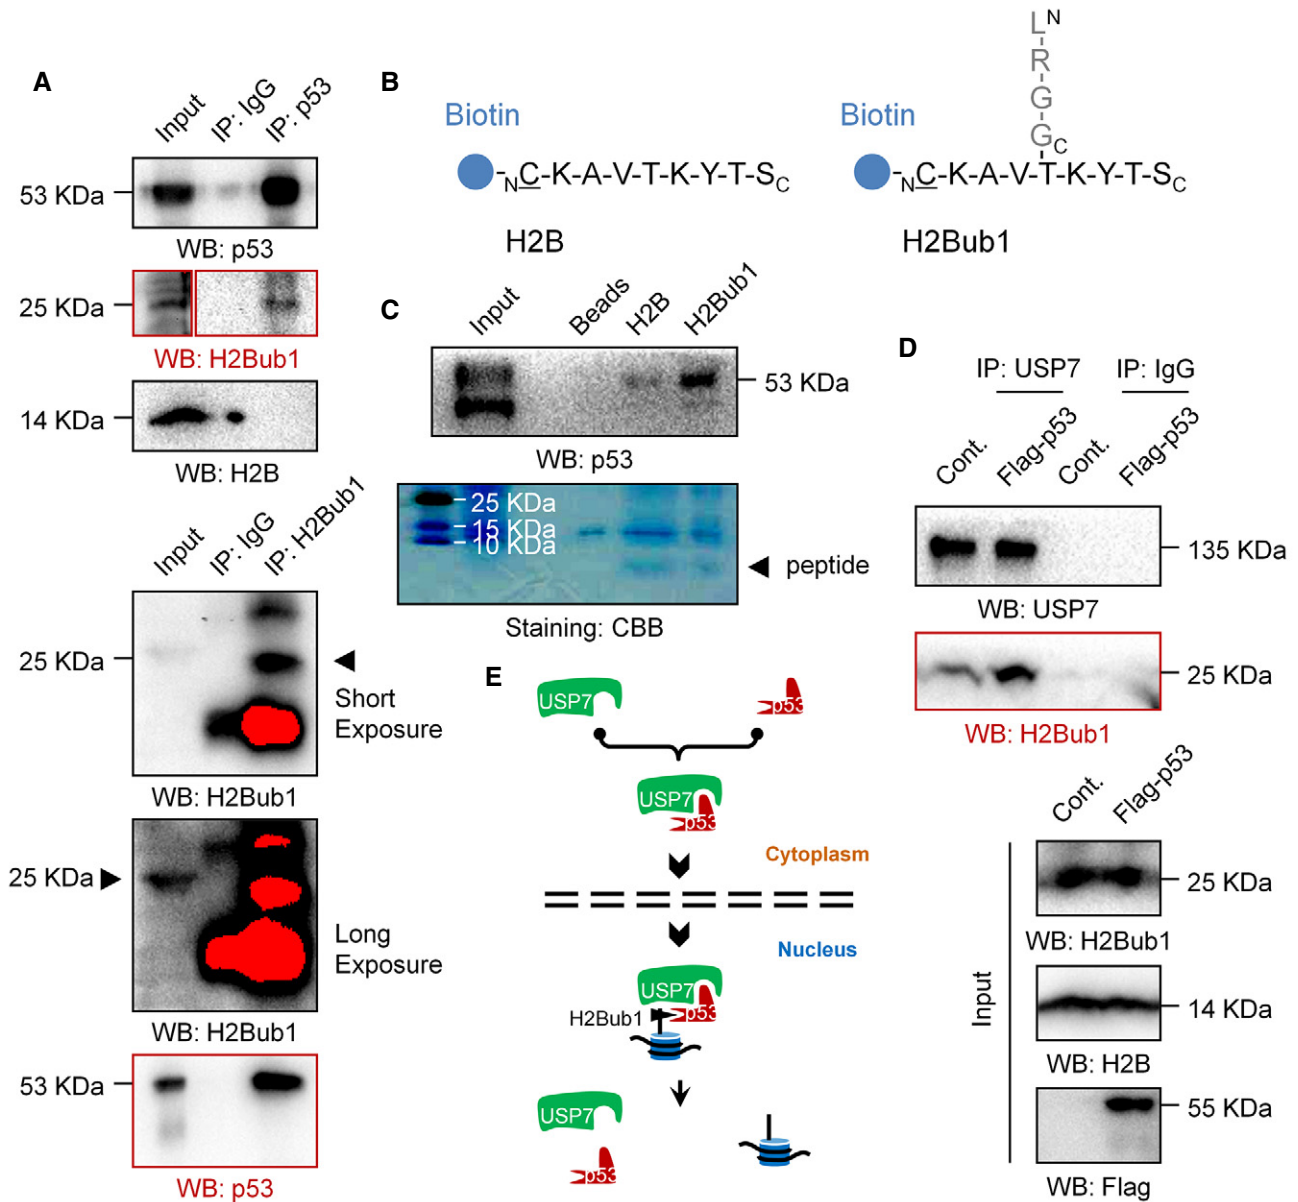 A
Input
IP: IgG
IP: p53
53 KDa
WB: p53
25 KDa
WB: H2Bub1
14 KDa
WB: H2B
Input
IP: IgG
IP: H2Bub1
25 KDa
Short
Exposure
WB: H2Bub1
25 KDa
Long
Exposure
WB: H2Bub1
53 KDa
WB: p53
B
Biotin
NC-K-A-V-T-K-Y-T-SC
H2B
Biotin
LN
R
G
GC
NC-K-A-V-T-K-Y-T-SC
H2Bub1
C
Input
Beads
H2B
H2Bub1
53 KDa
WB: p53
25 KDa
15 KDa
10 KDa
peptide
Staining: CBB
D
IP: USP7
IP: IgG
Cont.
Flag-p53
Cont.
Flag-p53
135 KDa
WB: USP7
25 KDa
WB: H2Bub1
Cont.
Flag-p53
Input
25 KDa
WB: H2Bub1
14 KDa
WB: H2B
55 KDa
WB: Flag
E
USP7
p53
USP7
p53
Cytoplasm
Nucleus
USP7
p53
H2Bub1
USP7
p53